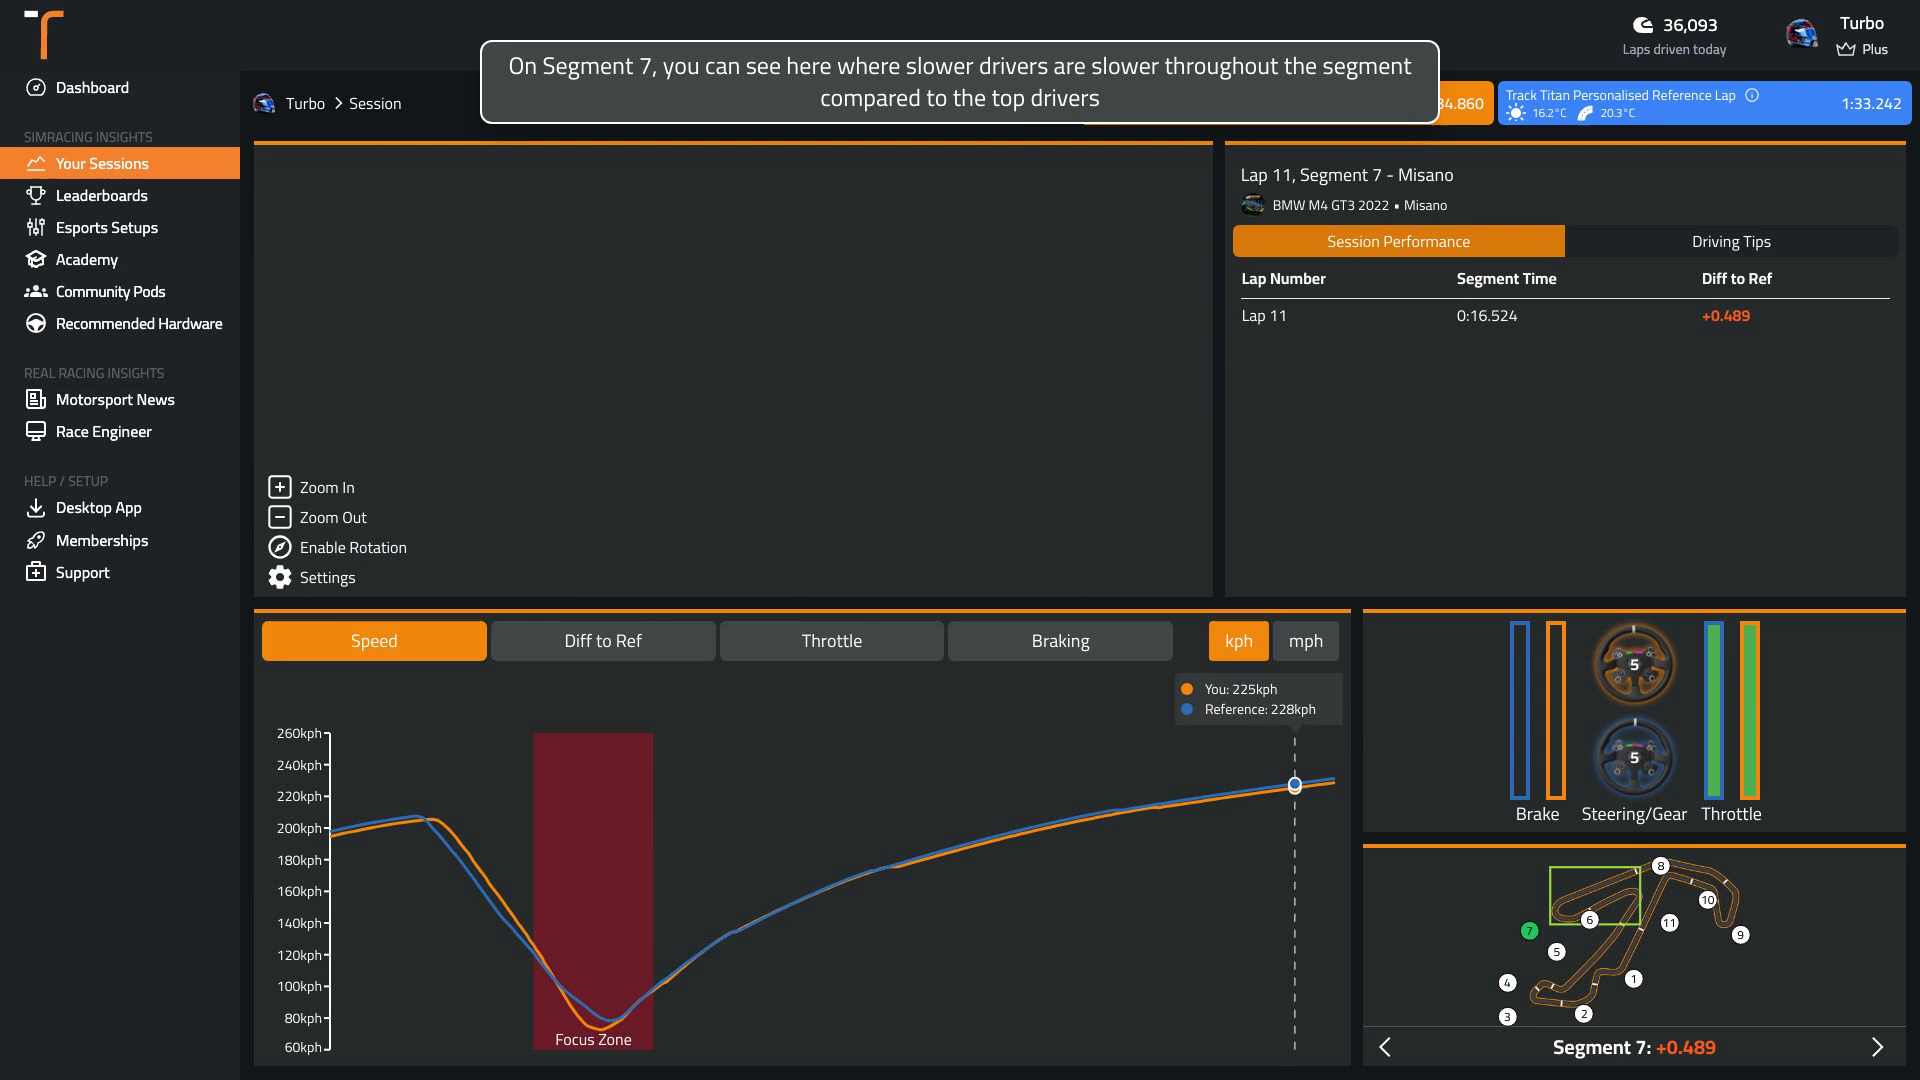 36,093
Laps driven today
Turbo
Plus
On Segment 7, you can see here where slower drivers are slower throughout the segment
compared to the top drivers
Dashboard
SIMRACING INSIGHTS
Your Sessions
Leaderboards
Esports Setups
Academy
Community Pods
Recommended Hardware
REAL RACING INSIGHTS
Motorsport News
Race Engineer
HELP / SETUP
Desktop App
Memberships
Support
Turbo > Session
34.860
Track Titan Personalised Reference Lap
16.2°C 20.3°C
1:33.242
Zoom In
Zoom Out
Enable Rotation
Settings
Lap 11, Segment 7 - Misano
BMW M4 GT3 2022 • Misano
Session Performance Driving Tips
Lap Number Segment Time Diff to Ref
Lap 11 0:16.524 +0.489
Speed Diff to Ref Throttle Braking kph mph
You: 225kph
Reference: 228kph
260kph
240kph
220kph
200kph
180kph
160kph
140kph
120kph
100kph
80kph
60kph
Focus Zone
5
5
Brake Steering/Gear Throttle
8
10
6
11
7
9
5
4
1
3
2
Segment 7: +0.489